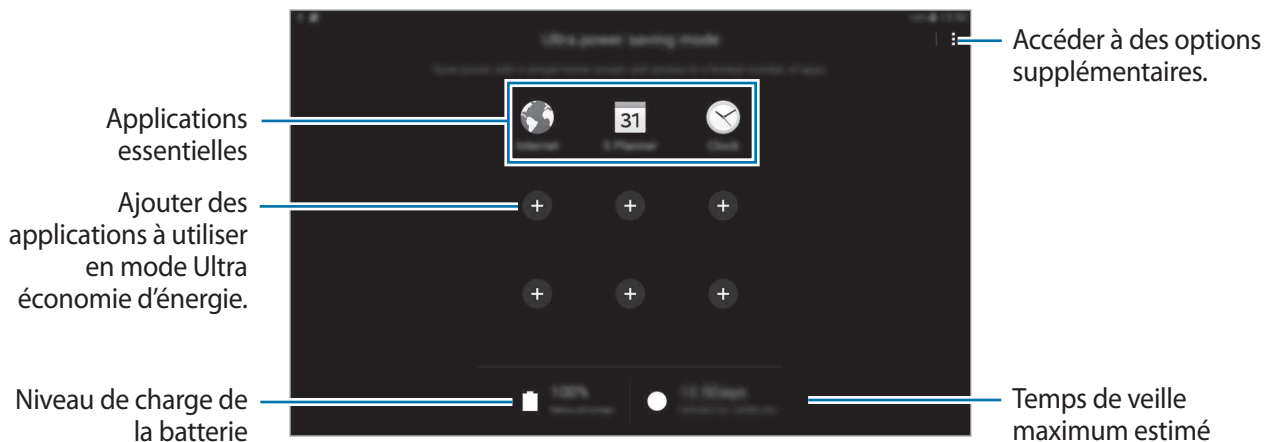 Ultra power saving mode
Accéder à des options
supplémentaires.
Applications
essentielles
31
Internet
S Planner
Clock
Ajouter des
applications à utiliser
en mode Ultra
économie d’énergie.
Niveau de charge de
la batterie
100%
Temps de veille
maximum estimé